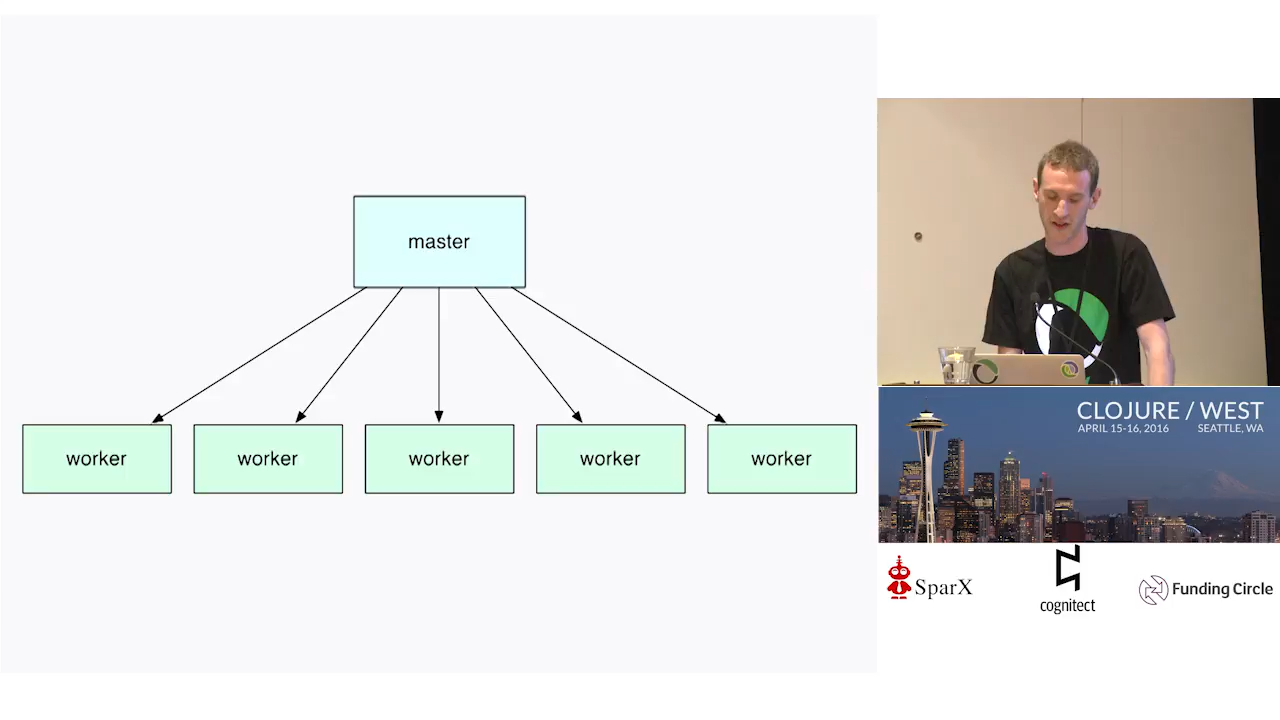 master
worker worker worker worker worker
CLOJURE / WEST
APRIL 15-16, 2016 SEATTLE, WA
SparX
cognitect
Funding Circle